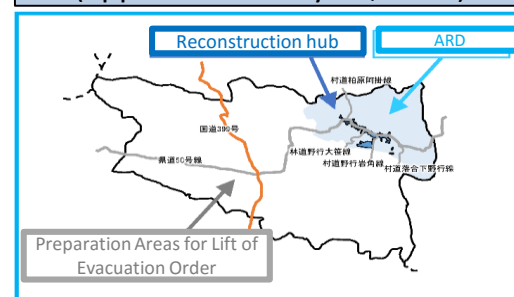 Reconstruction hub
ARD
村道柏原阿掛線
国道399号
林道野行大笹線
県道50号線
村道野行岩角線
村道落合下野行線
Preparation Areas for Lift of
Evacuation Order